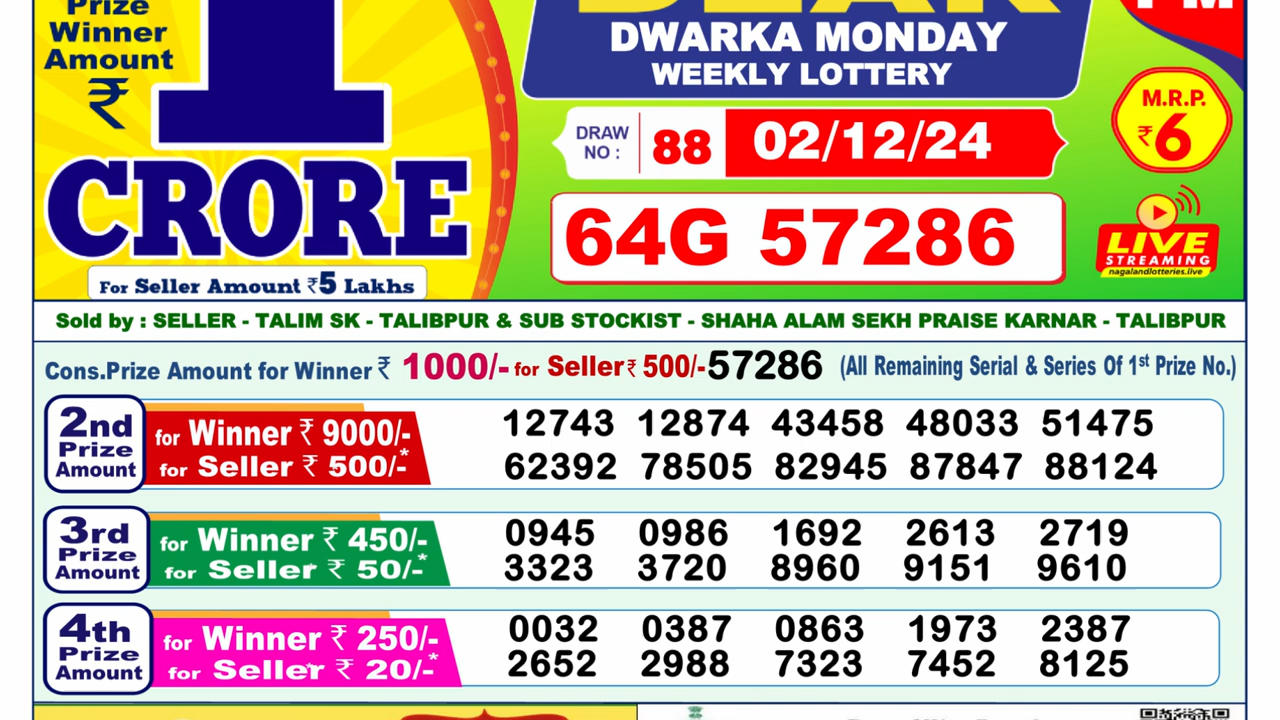 Prize
Winner
Amount
₹
1
CRORE
For Seller Amount ₹5 Lakhs
DEAR
DWARKA MONDAY
WEEKLY LOTTERY
PM
DRAW NO : 88 02/12/24
M.R.P.
₹6
64G 57286
LIVE
STREAMING
nagalandlotteries.live
Sold by : SELLER - TALIM SK - TALIBPUR & SUB STOCKIST - SHAHA ALAM SEKH PRAISE KARNAR - TALIBPUR
Cons.Prize Amount for Winner ₹ 1000/- for Seller ₹ 500/- 57286 (All Remaining Serial & Series Of 1st Prize No.)
2nd
Prize
Amount
for Winner ₹ 9000/-
for Seller ₹ 500/-*
12743 12874 43458 48033 51475
62392 78505 82945 87847 88124
3rd
Prize
Amount
for Winner ₹ 450/-
for Seller ₹ 50/-*
0945 0986 1692 2613 2719
3323 3720 8960 9151 9610
4th
Prize
Amount
for Winner ₹ 250/-
for Seller ₹ 20/-*
0032 0387 0863 1973 2387
2652 2988 7323 7452 8125